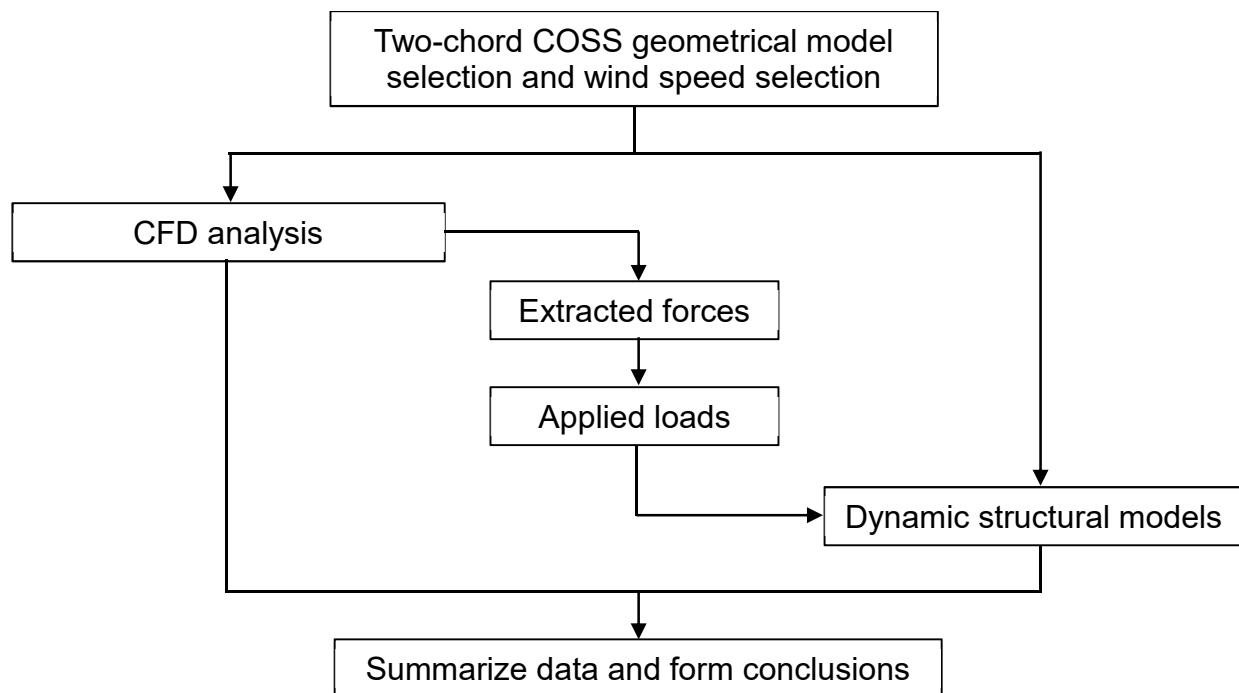 Two-chord COSS geometrical model
selection and wind speed selection
CFD analysis
Extracted forces
Applied loads
Dynamic structural models
Summarize data and form conclusions